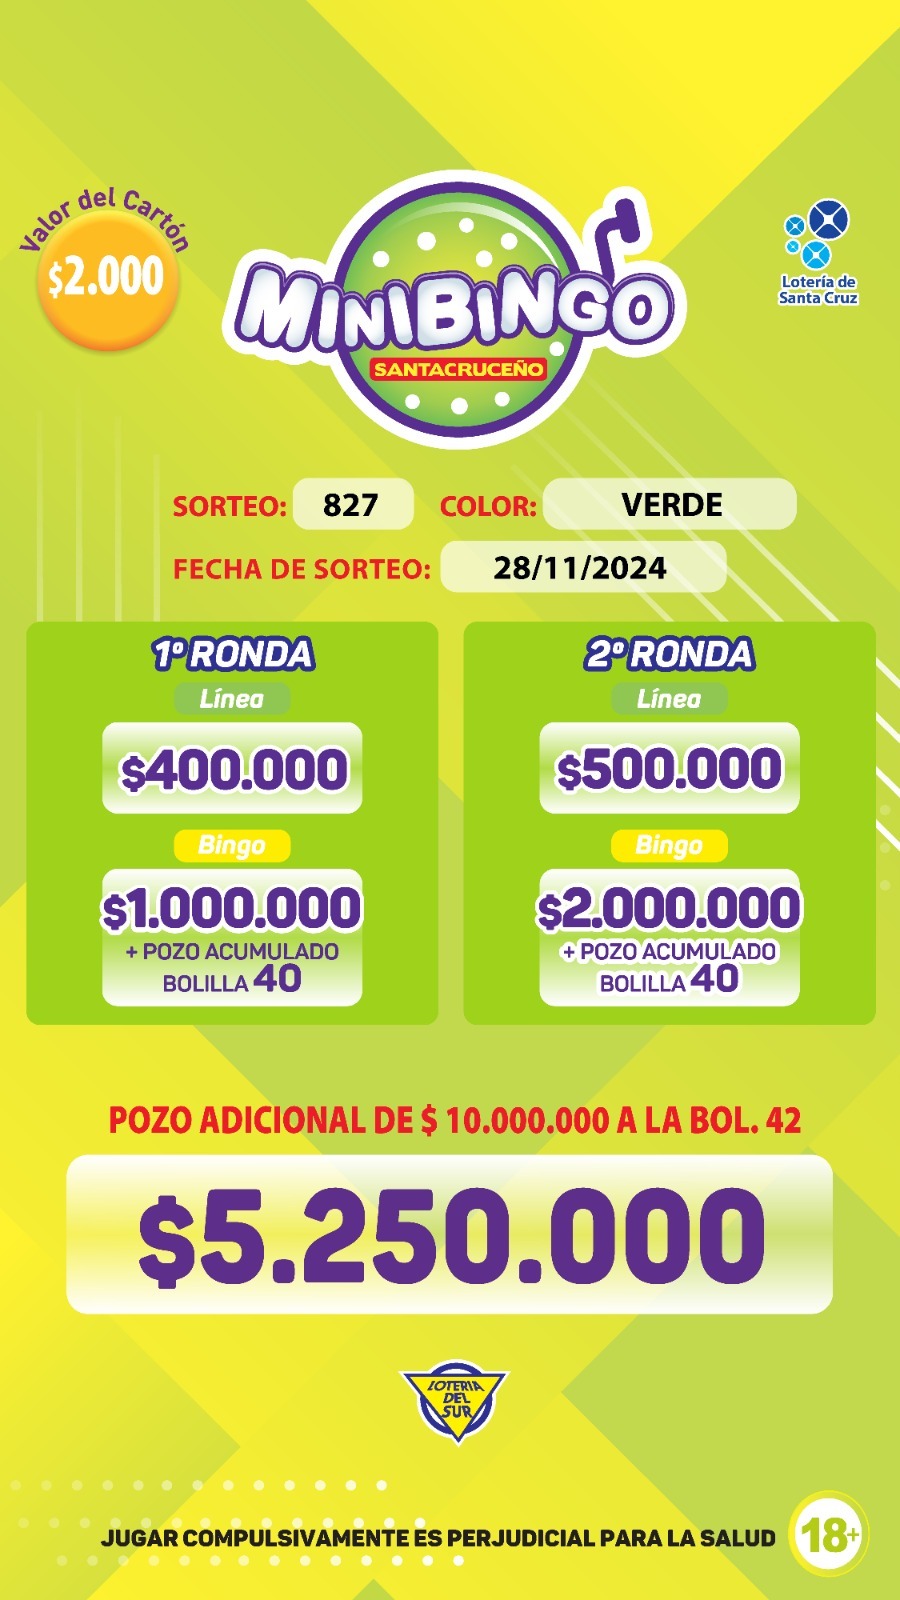 Valor del Cartón
$2.000
MINIBINGO
SANTACRUCEÑO
Lotería de
Santa Cruz
SORTEO: 827 COLOR: VERDE
FECHA DE SORTEO: 28/11/2024
1º RONDA
Línea
$400.000
Bingo
$1.000.000
+ POZO ACUMULADO
BOLILLA 40
2º RONDA
Línea
$500.000
Bingo
$2.000.000
+ POZO ACUMULADO
BOLILLA 40
POZO ADICIONAL DE $ 10.000.000 A LA BOL. 42
$5.250.000
LOTERIA
DEL
SUR
JUGAR COMPULSIVAMENTE ES PERJUDICIAL PARA LA SALUD
18+